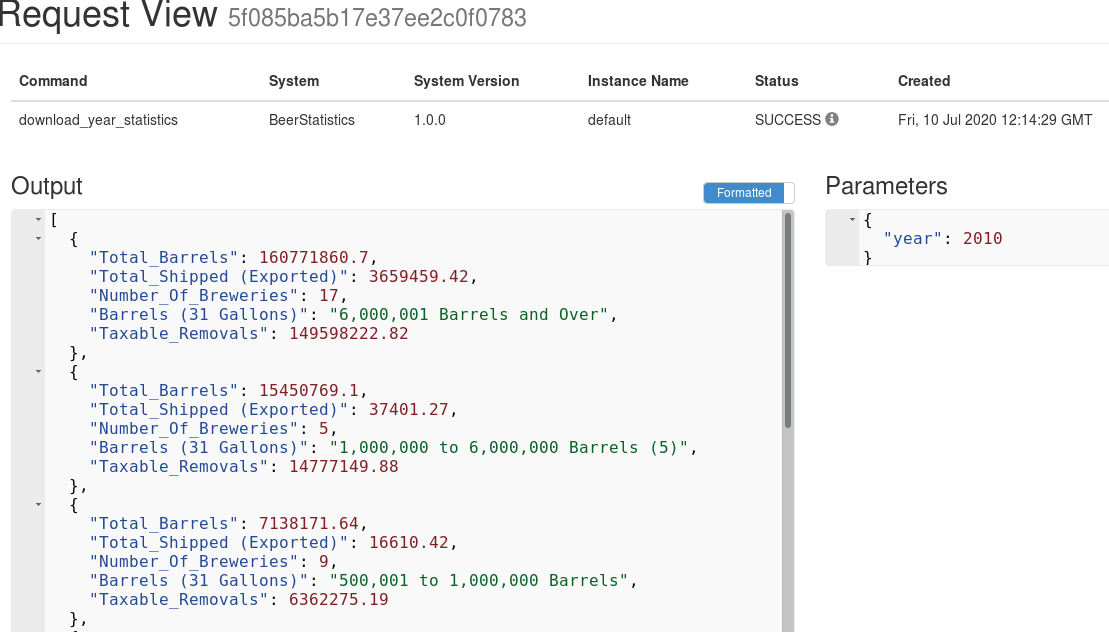 Request View 5f085ba5b17e37ee2c0f0783
Command System System Version Instance Name Status Created
download_year_statistics BeerStatistics 1.0.0 default SUCCESS Fri, 10 Jul 2020 12:14:29 GMT
Output
Formatted
[
{
"Total_Barrels": 160771860.7,
"Total_Shipped (Exported)": 3659459.42,
"Number_Of_Breweries": 17,
"Barrels (31 Gallons)": "6,000,001 Barrels and Over",
"Taxable_Removals": 149598222.82
},
{
"Total_Barrels": 15450769.1,
"Total_Shipped (Exported)": 37401.27,
"Number_Of_Breweries": 5,
"Barrels (31 Gallons)": "1,000,000 to 6,000,000 Barrels (5)",
"Taxable_Removals": 14777149.88
},
{
"Total_Barrels": 7138171.64,
"Total_Shipped (Exported)": 16610.42,
"Number_Of_Breweries": 9,
"Barrels (31 Gallons)": "500,001 to 1,000,000 Barrels",
"Taxable_Removals": 6362275.19
},
Parameters
{
"year": 2010
}